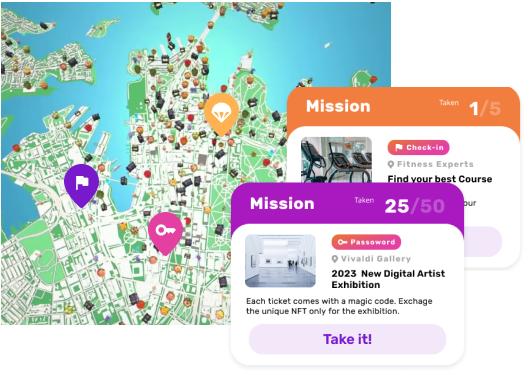 Mission
Taken
1/5
Check-in
Fitness Experts
Find your best Course
our
Mission
Taken
25/50
Passoword
Vivaldi Gallery
2023 New Digital Artist
Exhibition
Each ticket comes with a magic code. Exchage
the unique NFT only for the exhibition.
Take it!